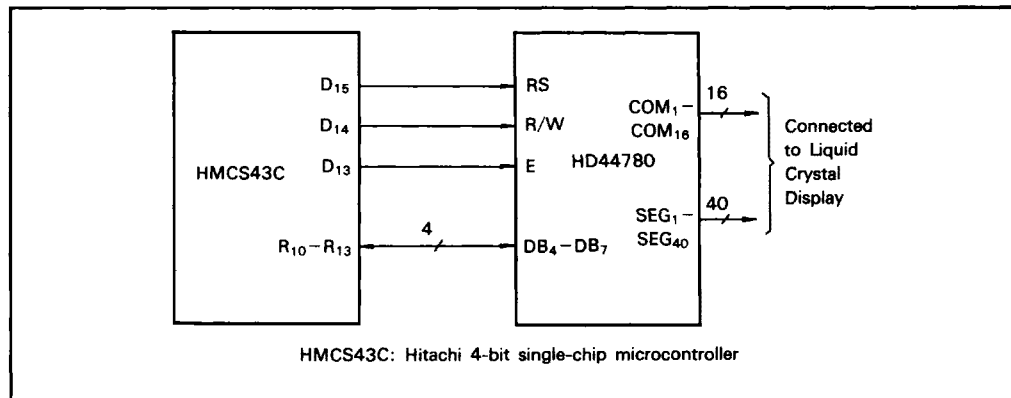 D₁₅
RS
D₁₄
R/W
D₁₃
E
HMCS43C
HD44780
4
R₁₀–R₁₃
DB₄–DB₇
COM₁–
COM₁₆
16
SEG₁–
SEG₄₀
40
Connected
to Liquid
Crystal
Display
HMCS43C: Hitachi 4-bit single-chip microcontroller